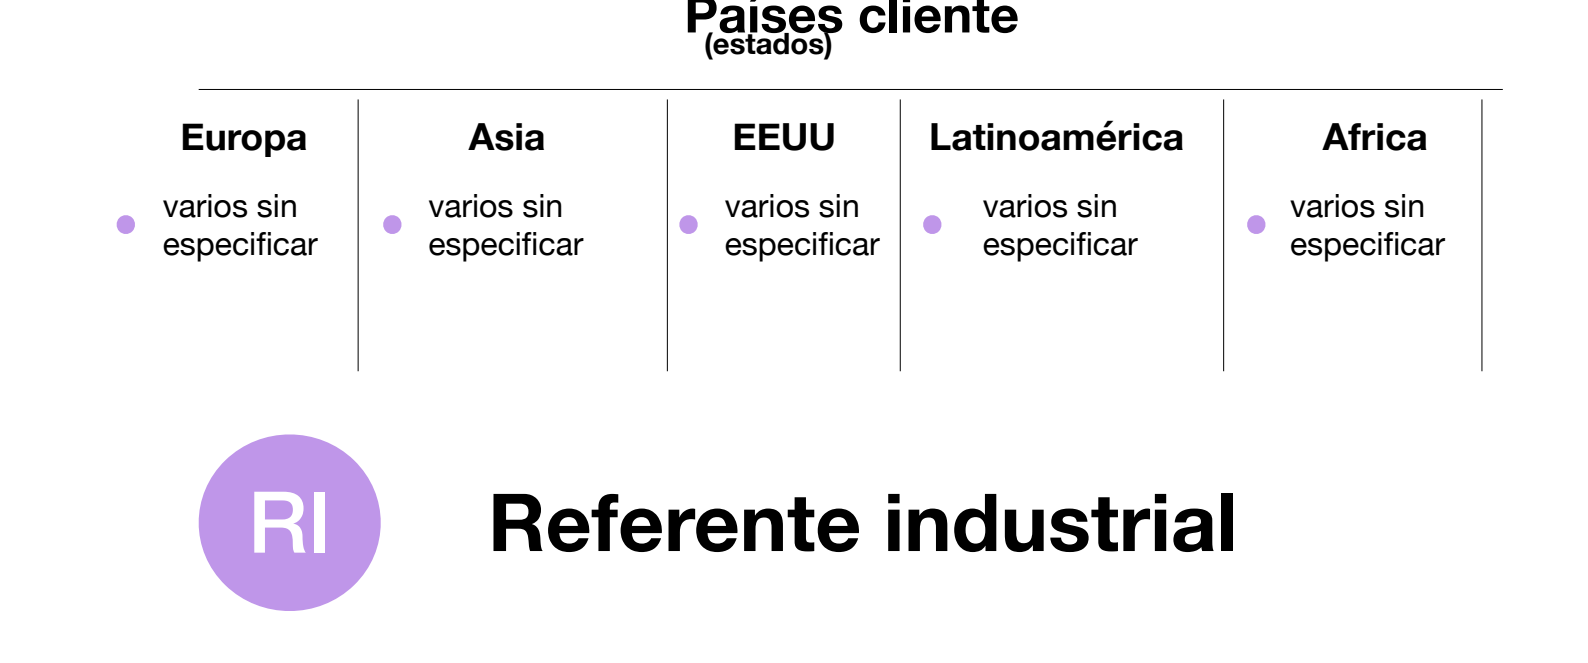 Países cliente
(estados)
Europa
Asia
EEUU
Latinoamérica
Africa
varios sin
especificar
varios sin
especificar
varios sin
especificar
varios sin
especificar
varios sin
especificar
RI
Referente industrial